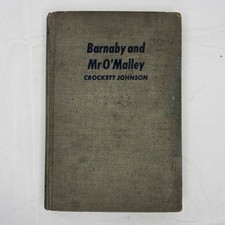 Barnaby and
Mr O'Malley
CROCKETT JOHNSON